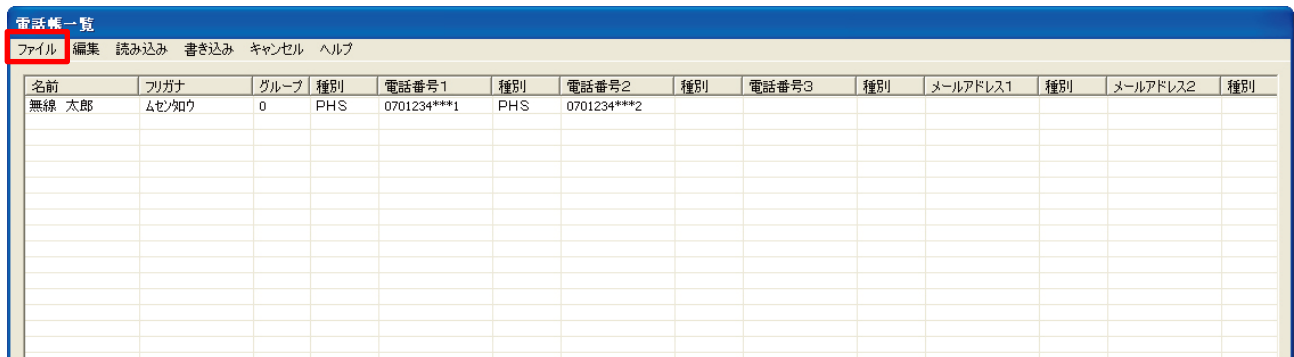 電話帳一覧
ファイル 編集 読み込み 書き込み キャンセル ヘルプ
名前 フリガナ グループ 種別 電話番号1 種別 電話番号2 種別 電話番号3 種別 メールアドレス1 種別 メールアドレス2 種別
無線 太郎 ムセンタロウ 0 PHS 0701234***1 PHS 0701234***2